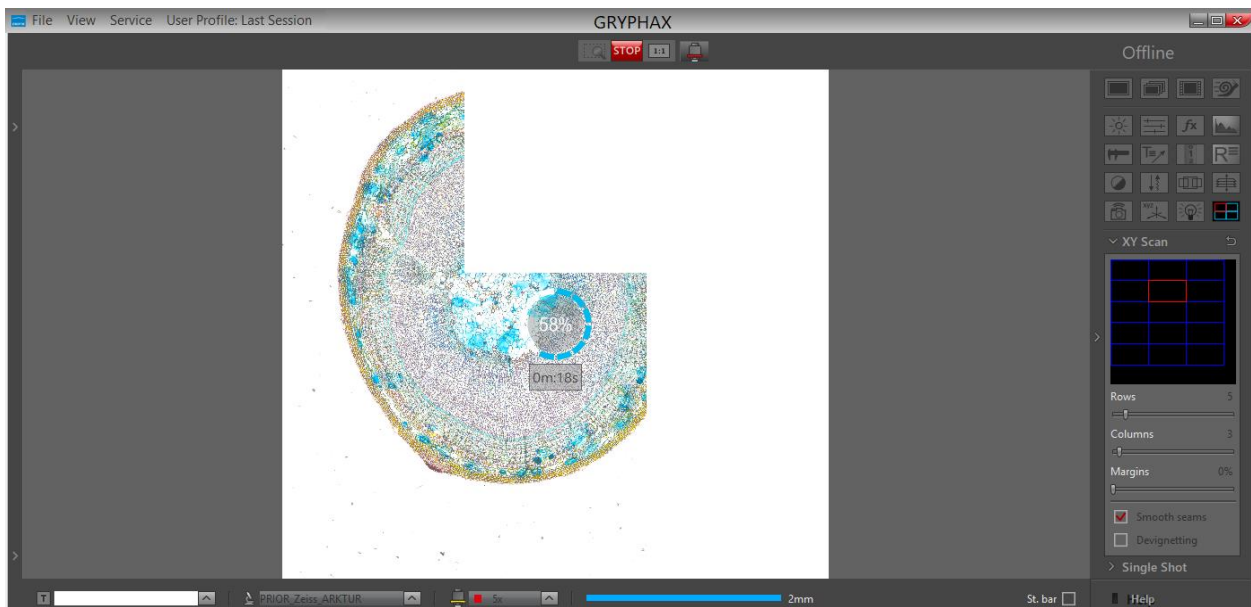 File View Service User Profile: Last Session GRYPHAX
STOP 1:1 Offline
fx
T R
XYZ
XY Scan
58%
0m:18s
Rows 5
Columns 3
Margins 0%
Smooth seams
Devignetting
Single Shot
T PRIOR_Zeiss_ARKTUR 5x 2mm St. bar Help